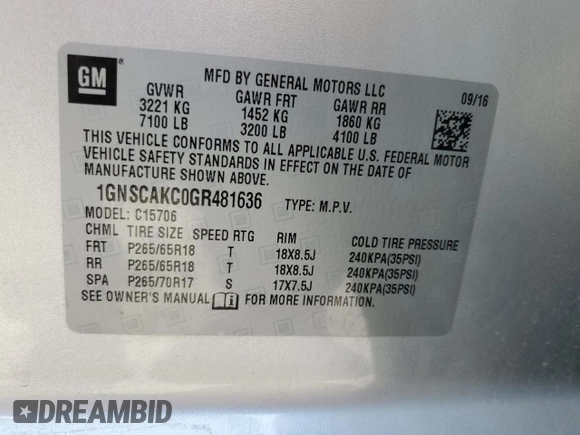 GM
MFD BY GENERAL MOTORS LLC
09/16
GVWR GAWR FRT GAWR RR
3221 KG 1452 KG 1860 KG
7100 LB 3200 LB 4100 LB
THIS VEHICLE CONFORMS TO ALL APPLICABLE U.S. FEDERAL MOTOR
VEHICLE SAFETY STANDARDS IN EFFECT ON THE DATE OF
MANUFACTURE SHOWN ABOVE.
1GNSCAKC0GR481636 TYPE: M.P.V.
MODEL: C15706
CHML TIRE SIZE SPEED RTG RIM COLD TIRE PRESSURE
FRT P265/65R18 T 18X8.5J 240KPA(35PSI)
RR P265/65R18 T 18X8.5J 240KPA(35PSI)
SPA P265/70R17 S 17X7.5J 240KPA(35PSI)
SEE OWNER'S MANUAL FOR MORE INFORMATION.
DREAMBID